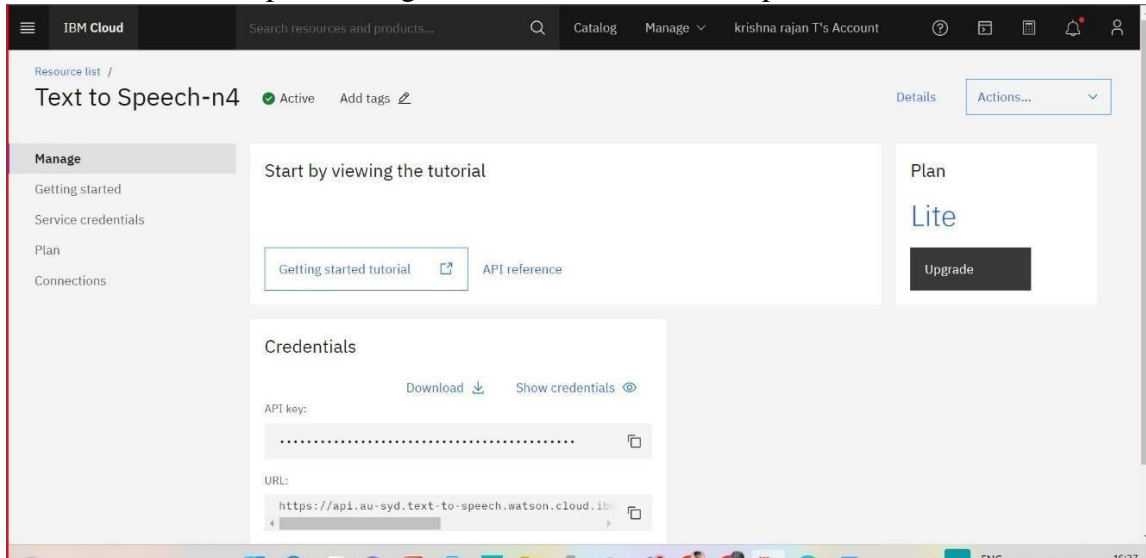 IBM Cloud Search resources and products... Catalog Manage krishna rajan T's Account
Resource list /
Text to Speech-n4 Active Add tags Details Actions...
Manage
Getting started
Service credentials
Plan
Connections
Start by viewing the tutorial
Getting started tutorial API reference
Plan
Lite
Upgrade
Credentials
Download Show credentials
API key:
............................................
URL:
https://api.au-syd.text-to-speech.watson.cloud.ib